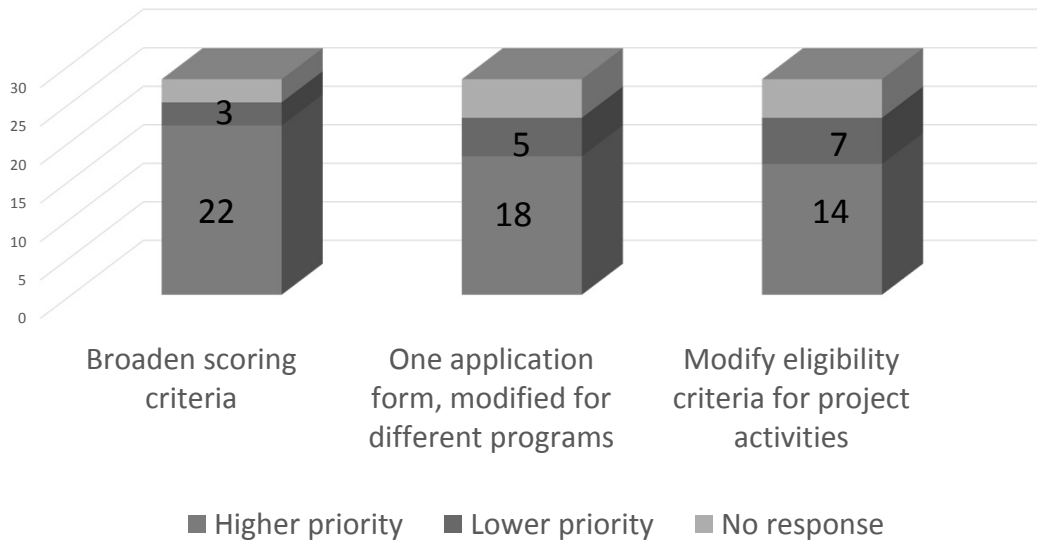 30
25
20
15
10
5
0
3
22
5
18
7
14
Broaden scoring
criteria
One application
form, modified for
different programs
Modify eligibility
criteria for project
activities
Higher priority
Lower priority
No response